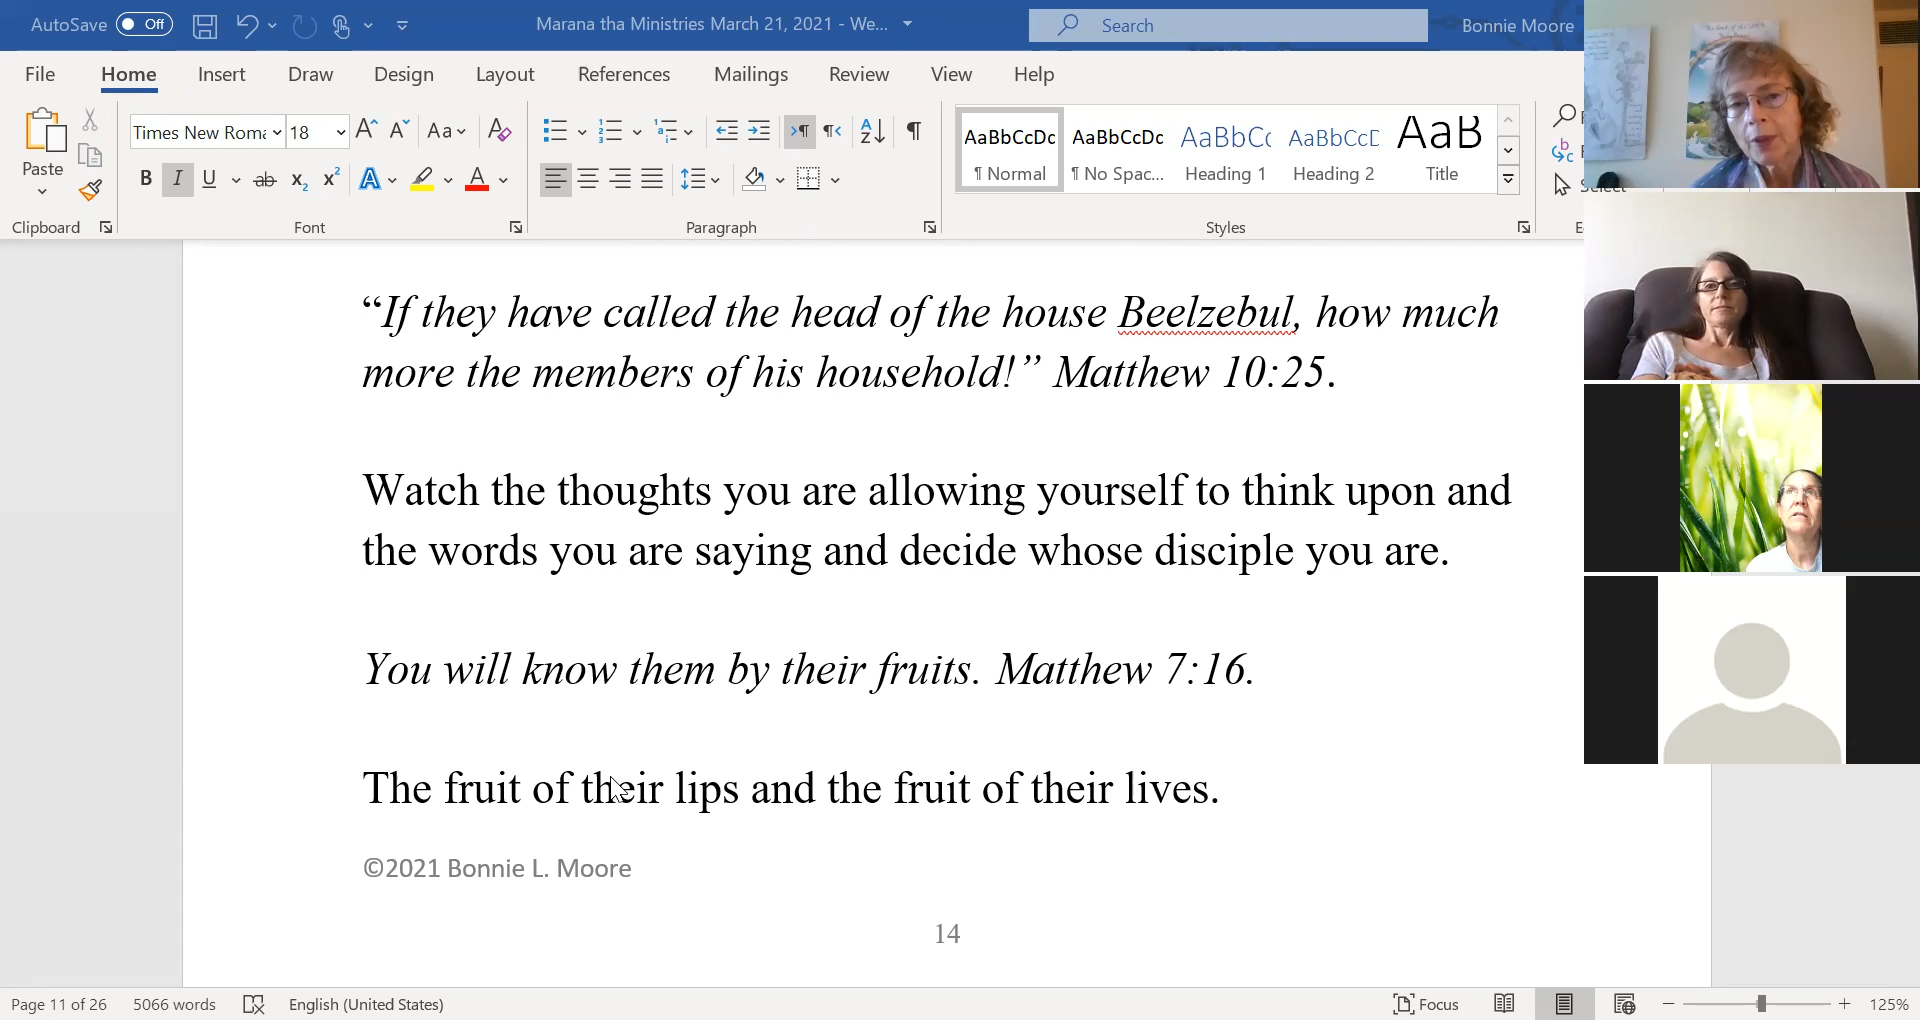 AutoSave Off
Marana tha Ministries March 21, 2021 - We...
Search
Bonnie Moore
File Home Insert Draw Design Layout References Mailings Review View Help
Paste
Times New Roma 18
Aa
B I U ab x₂ x² A A
AaBbCcDc AaBbCcDc AaBbCc AaBbCcE AaB
¶ Normal ¶ No Spac... Heading 1 Heading 2 Title
Select
Clipboard Font Paragraph Styles
“If they have called the head of the house Beelzebul, how much
more the members of his household!” Matthew 10:25.
Watch the thoughts you are allowing yourself to think upon and
the words you are saying and decide whose disciple you are.
You will know them by their fruits. Matthew 7:16.
The fruit of their lips and the fruit of their lives.
©2021 Bonnie L. Moore
14
Page 11 of 26 5066 words English (United States) Focus 125%